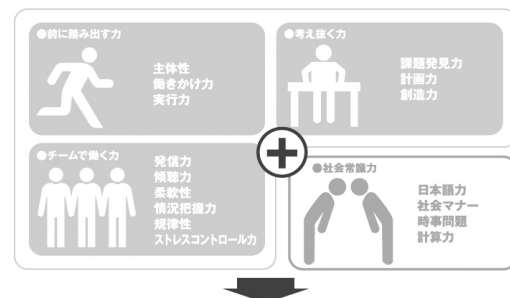 ●前に踏み出す力
主体性
働きかけ力
実行力
●考え抜く力
課題発見力
計画力
創造力
●チームで働く力
発信力
傾聴力
柔軟性
情況把握力
規律性
ストレスコントロール力
●社会常識力
日本語力
社会マナー
時事問題
計算力